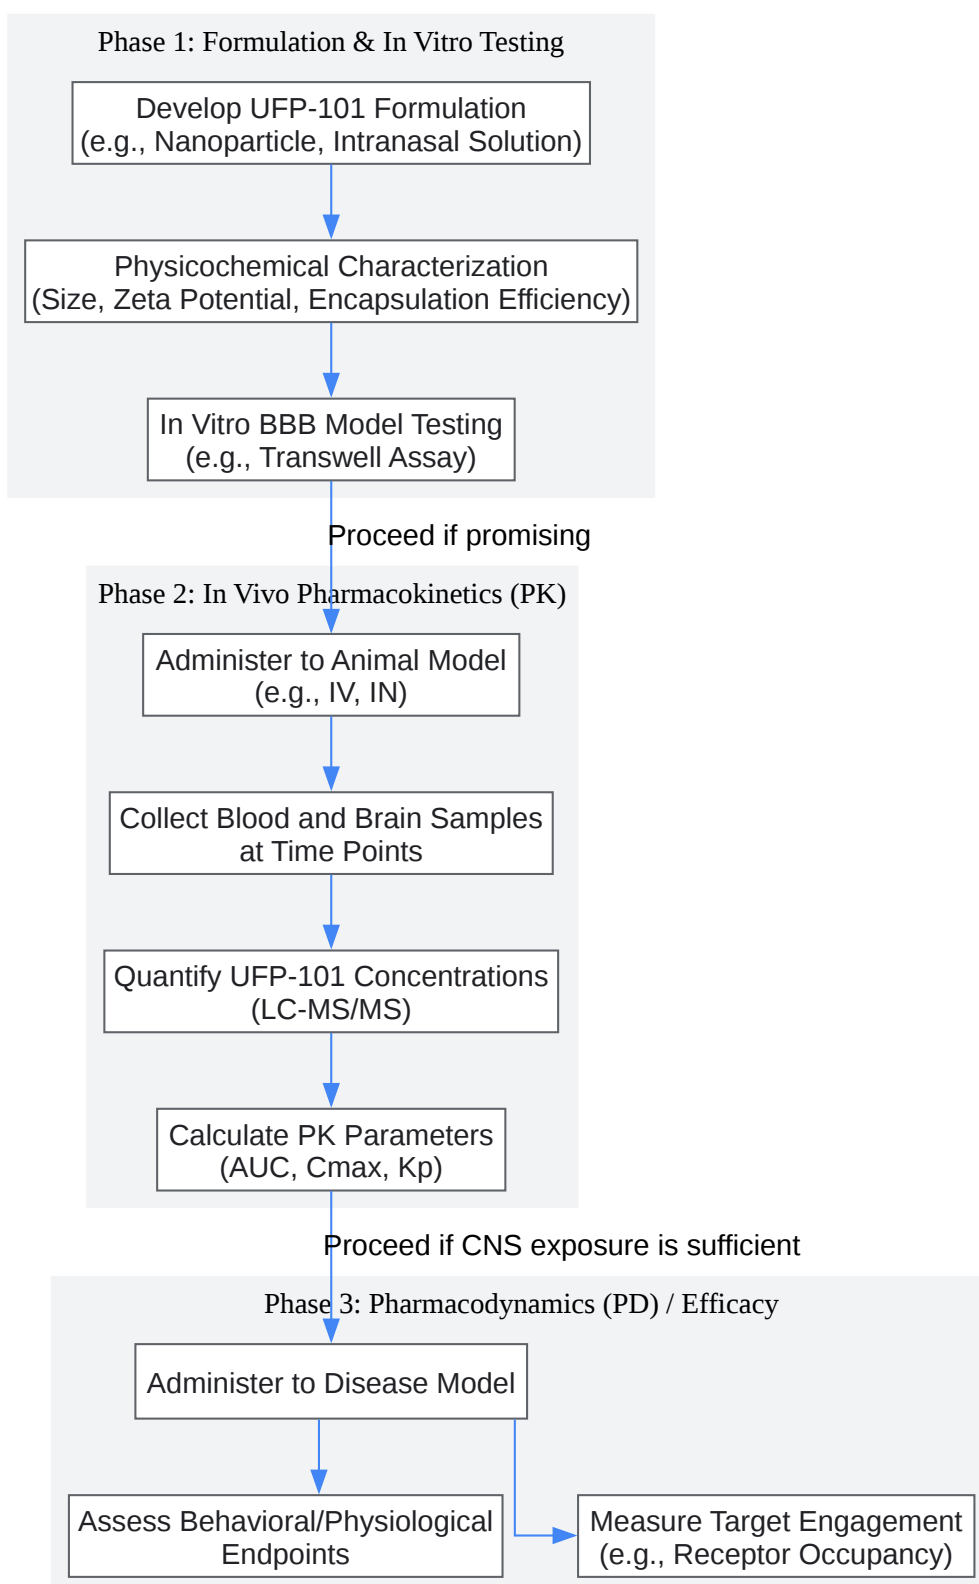 Phase 1: Formulation & In Vitro Testing
Develop UFP-101 Formulation
(e.g., Nanoparticle, Intranasal Solution)
Physicochemical Characterization
(Size, Zeta Potential, Encapsulation Efficiency)
In Vitro BBB Model Testing
(e.g., Transwell Assay)
Proceed if promising
Phase 2: In Vivo Pharmacokinetics (PK)
Administer to Animal Model
(e.g., IV, IN)
Collect Blood and Brain Samples
at Time Points
Quantify UFP-101 Concentrations
(LC-MS/MS)
Calculate PK Parameters
(AUC, Cmax, Kp)
Proceed if CNS exposure is sufficient
Phase 3: Pharmacodynamics (PD) / Efficacy
Administer to Disease Model
Assess Behavioral/Physiological
Endpoints
Measure Target Engagement
(e.g., Receptor Occupancy)